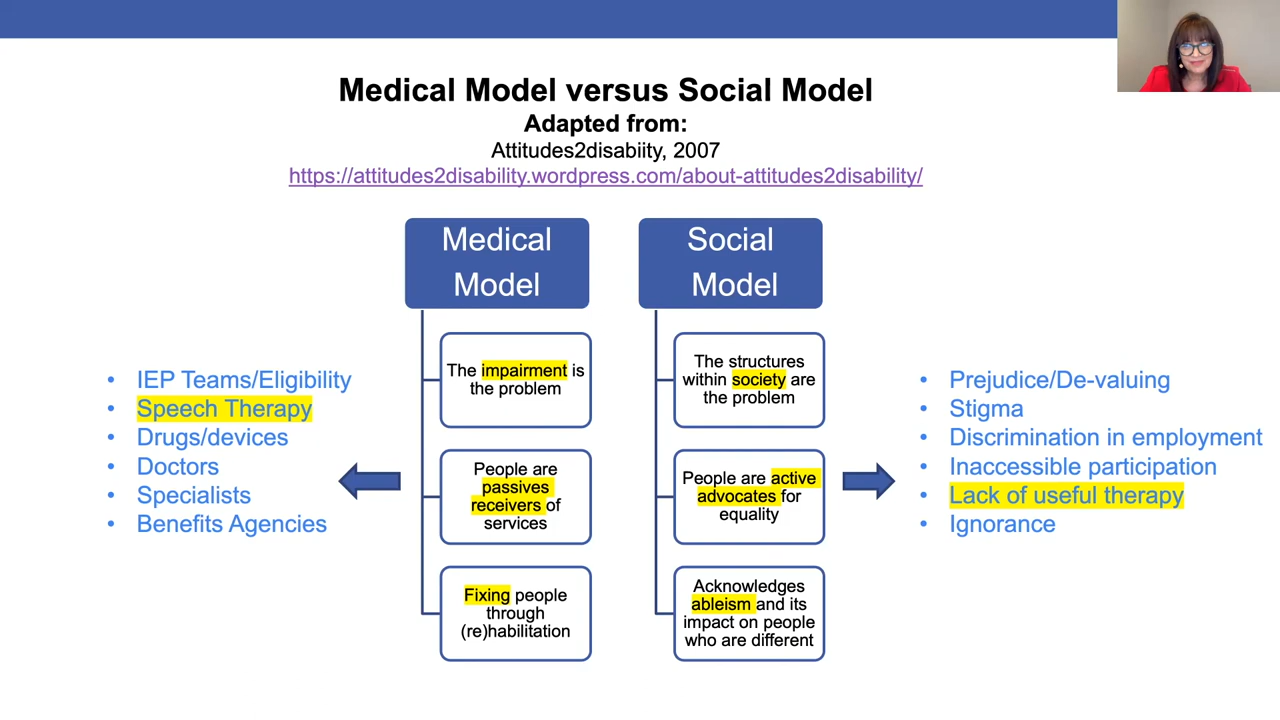 Medical Model versus Social Model
Adapted from:
Attitudes2disabiity, 2007
https://attitudes2disability.wordpress.com/about-attitudes2disability/
Medical
Model
The impairment is
the problem
People are
passives
receivers of
services
Fixing people
through
(re)habilitation
Social
Model
The structures
within society are
the problem
People are active
advocates for
equality
Acknowledges
ableism and its
impact on people
who are different
• IEP Teams/Eligibility
• Speech Therapy
• Drugs/devices
• Doctors
• Specialists
• Benefits Agencies
• Prejudice/De-valuing
• Stigma
• Discrimination in employment
• Inaccessible participation
• Lack of useful therapy
• Ignorance